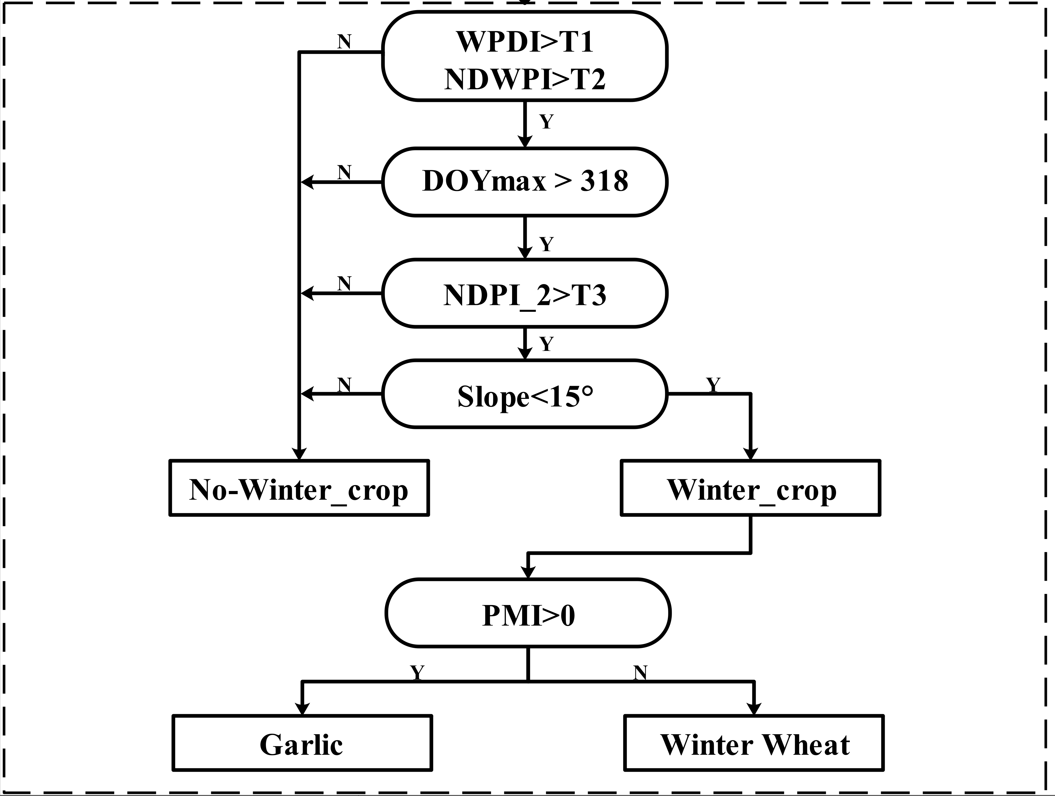 N
WPDI>T1
NDWPI>T2
Y
N
DOYmax > 318
Y
N
NDPI_2>T3
Y
N
Slope<15°
Y
No-Winter_crop
Winter_crop
PMI>0
Y
N
Garlic
Winter Wheat